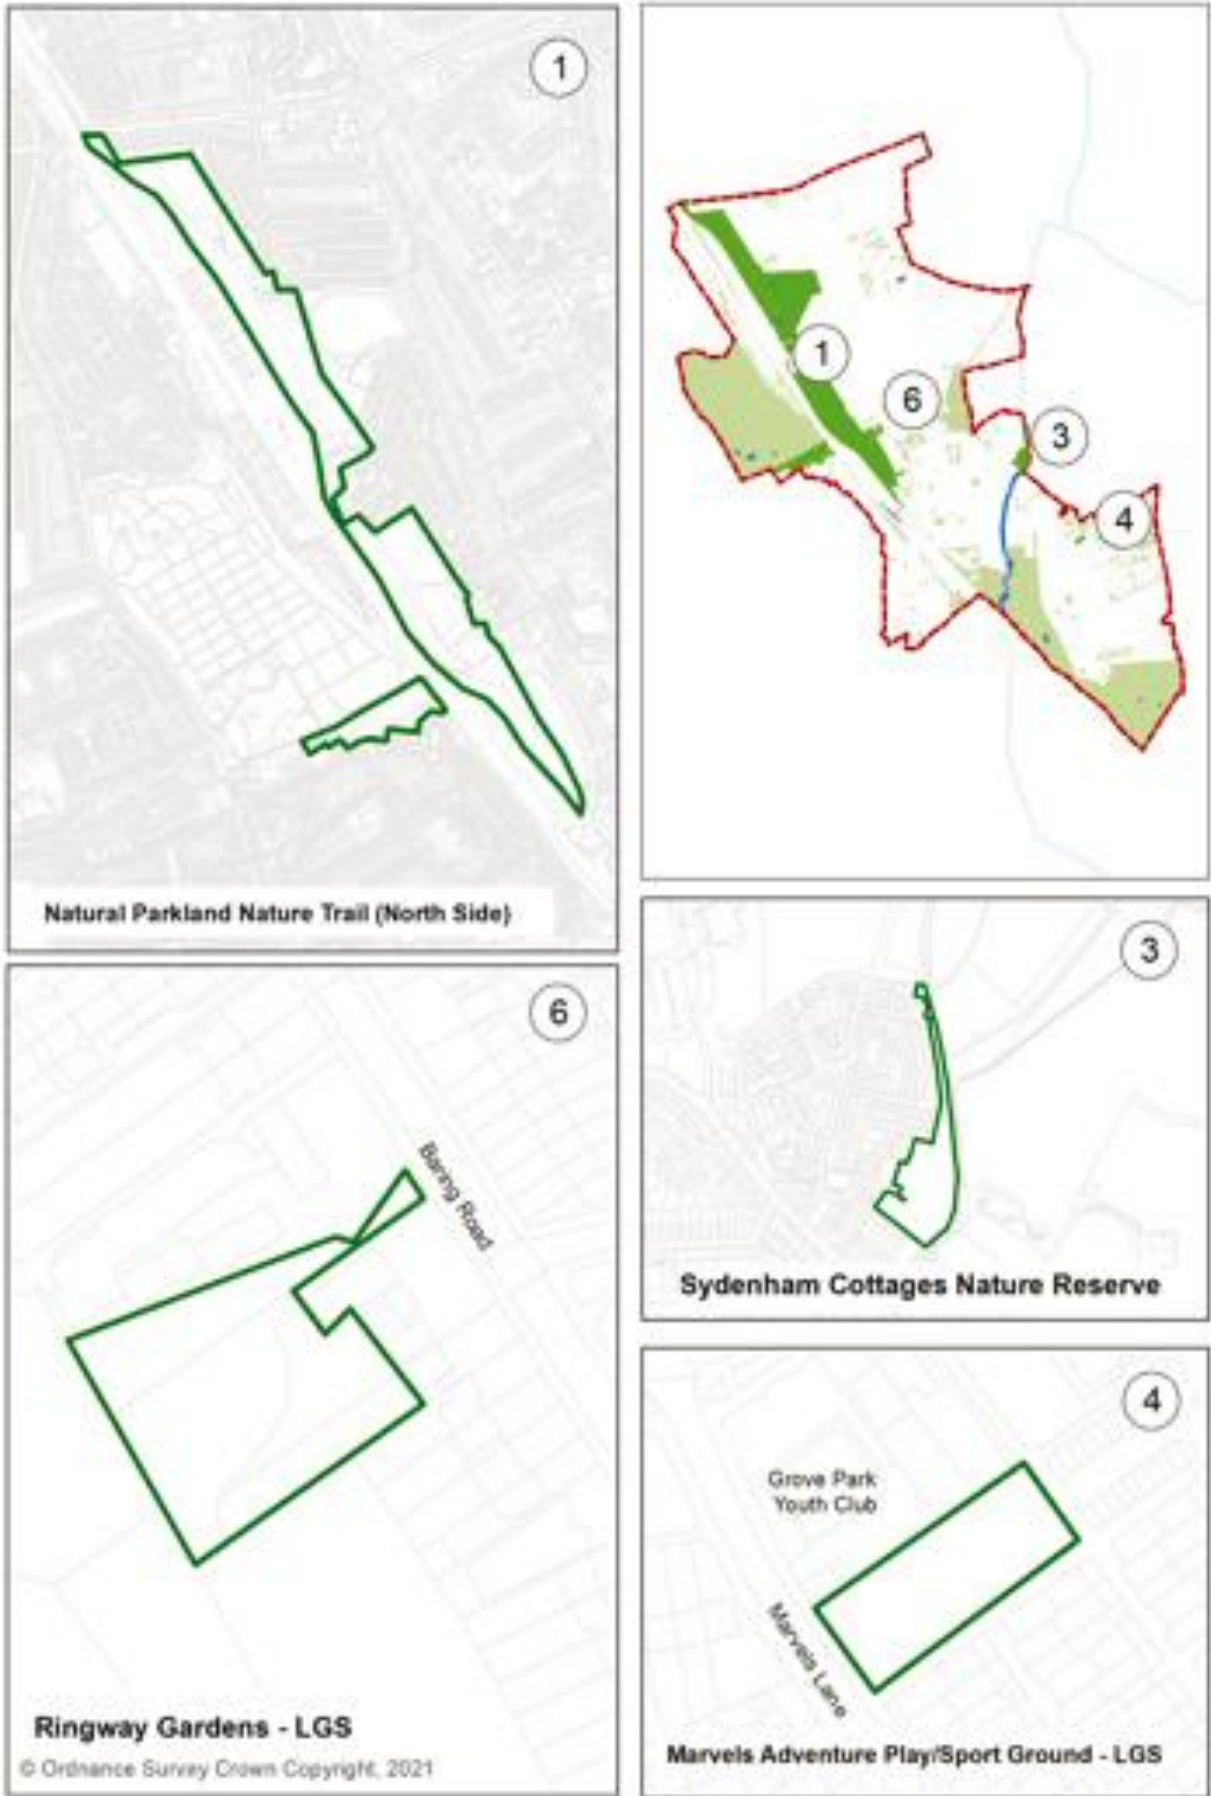 1
Natural Parkland Nature Trail (North Side)
1
6
3
4
3
Sydenham Cottages Nature Reserve
6
Baring Road
Ringway Gardens - LGS
© Ordnance Survey Crown Copyright, 2021
4
Grove Park
Youth Club
Marvels Lane
Marvels Adventure Play/Sport Ground - LGS